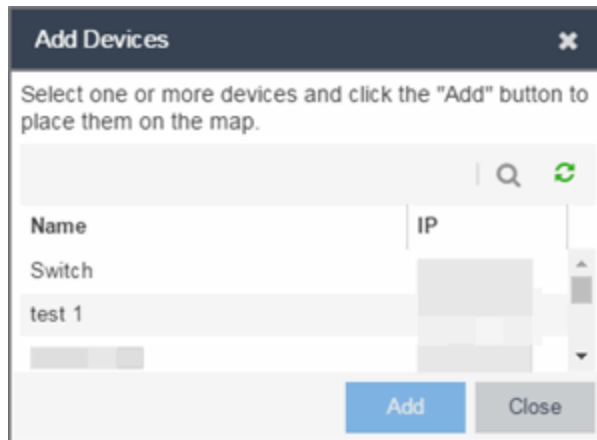 Add Devices
Select one or more devices and click the "Add" button to
place them on the map.
Name IP
Switch
test 1
Add Close